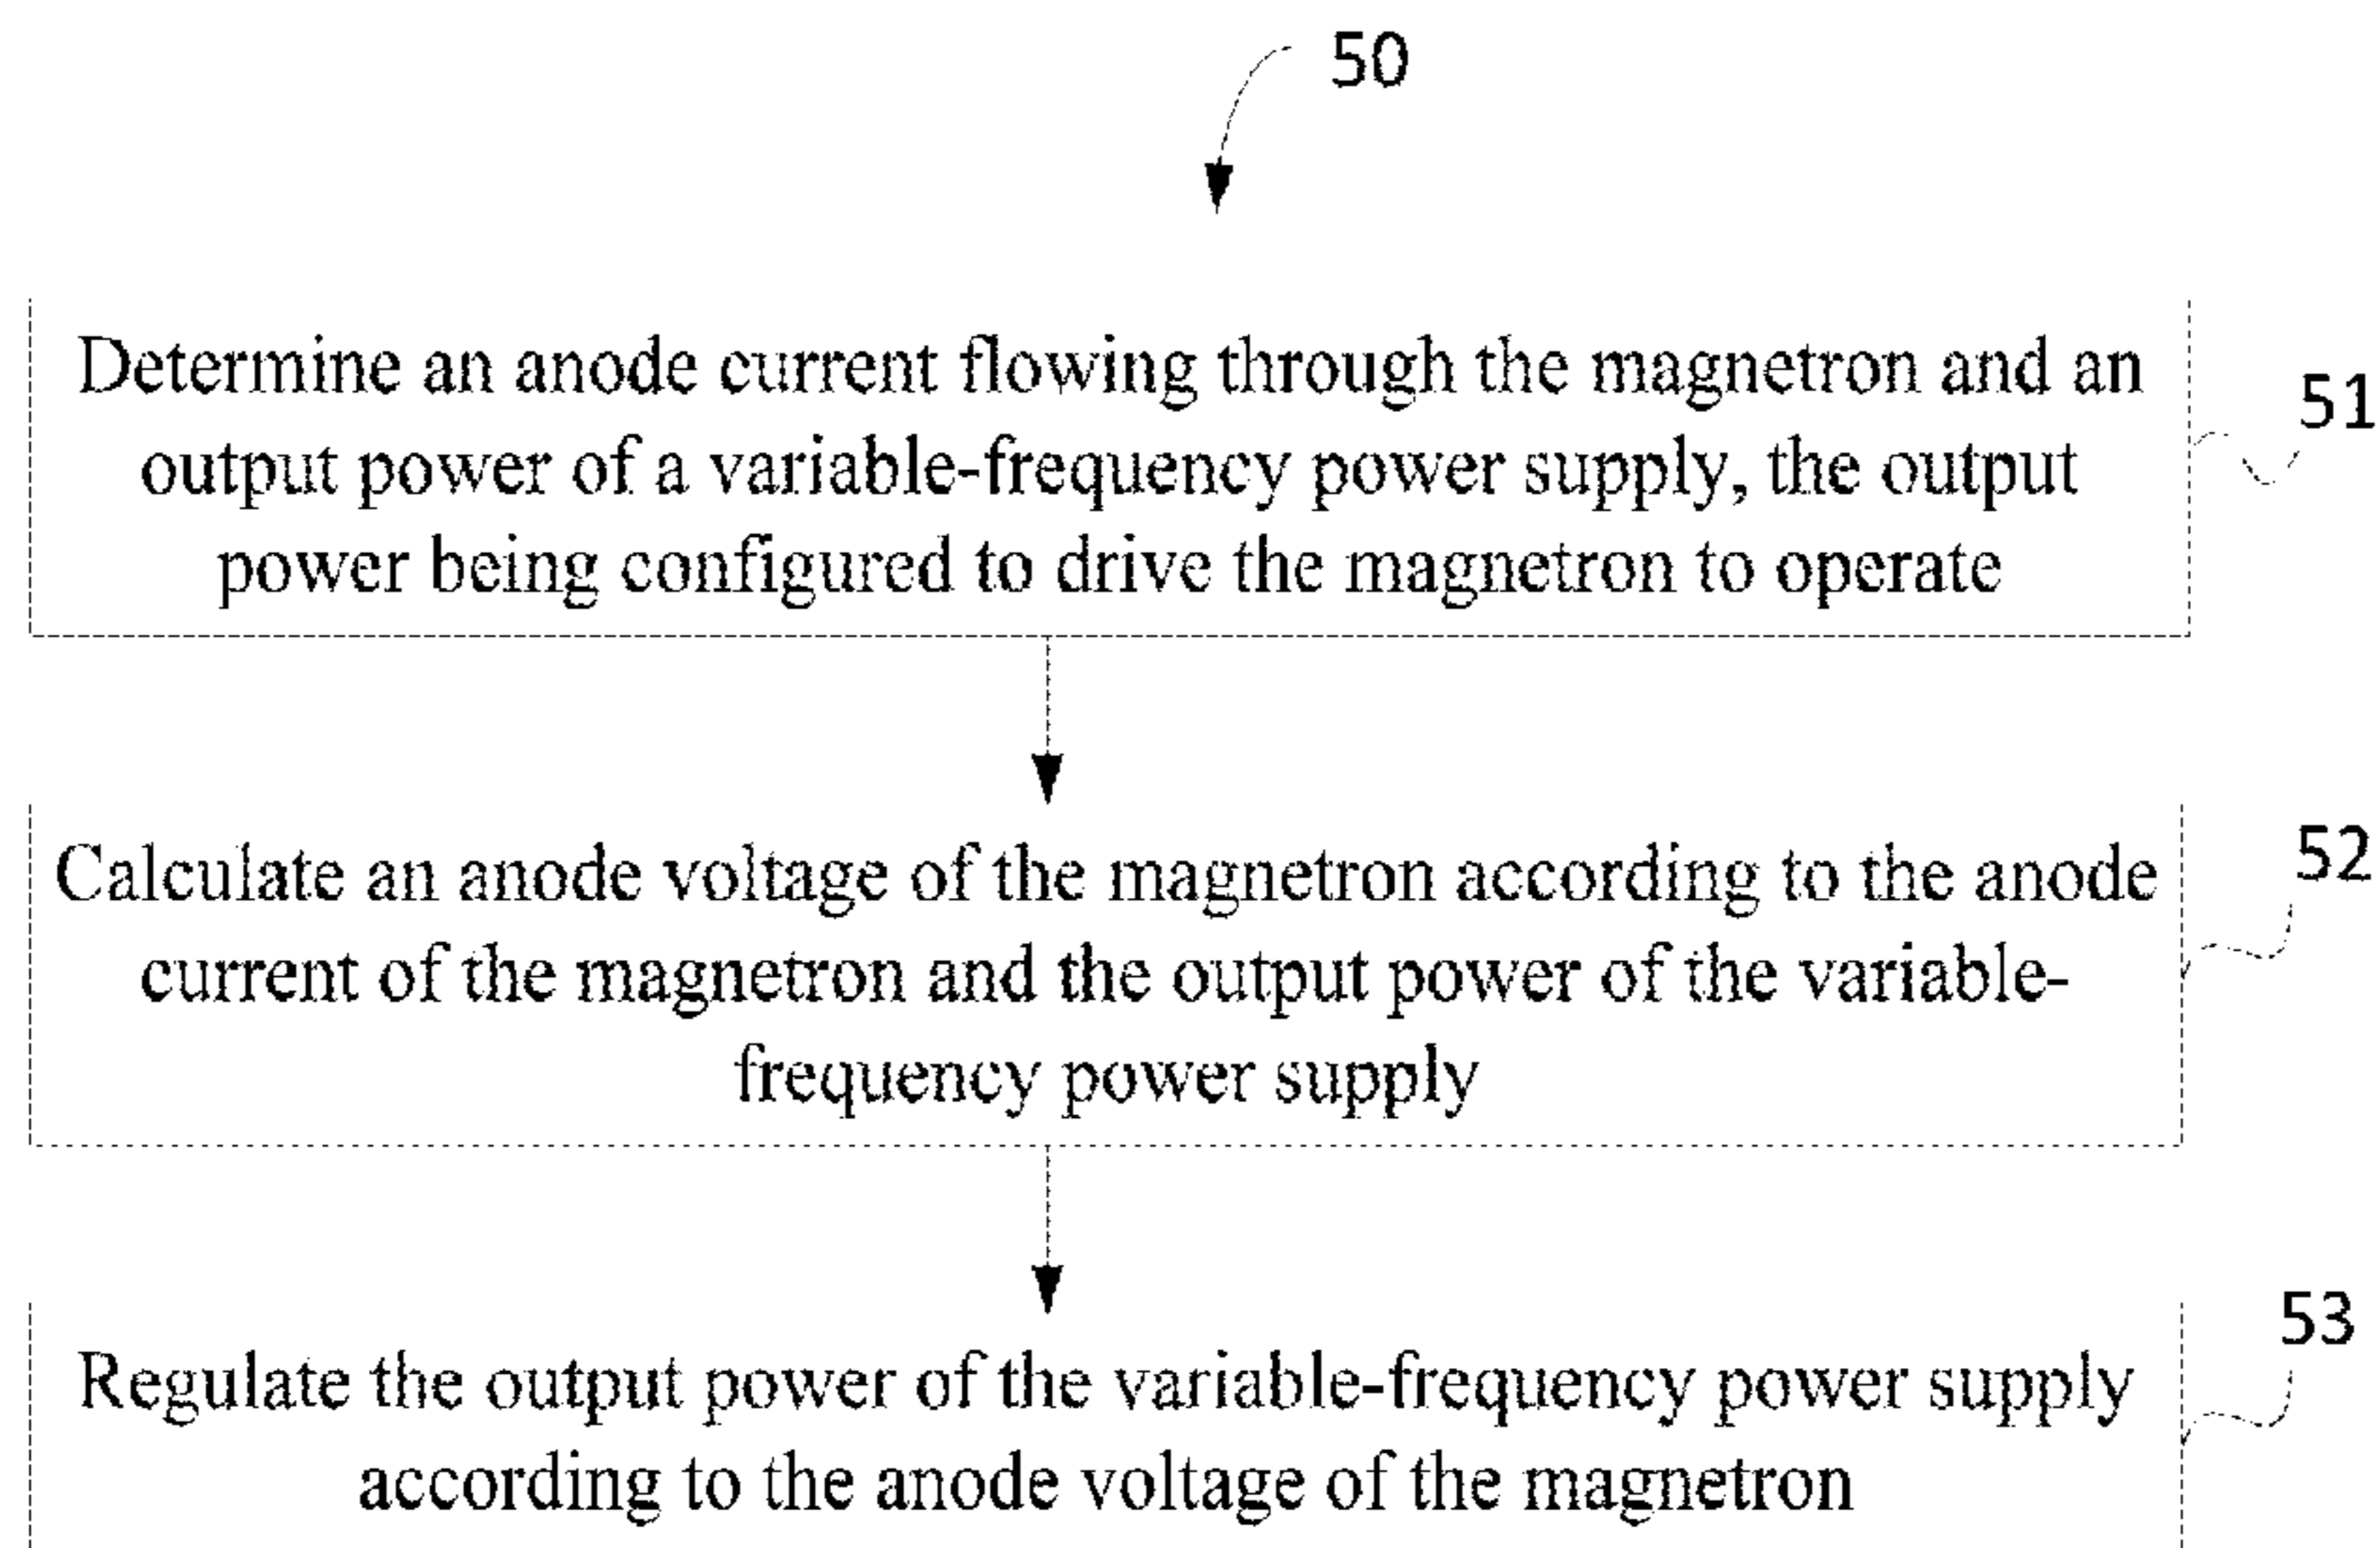 50
Determine an anode current flowing through the magnetron and an
output power of a variable-frequency power supply, the output
power being configured to drive the magnetron to operate
51
Calculate an anode voltage of the magnetron according to the anode
current of the magnetron and the output power of the variable-
frequency power supply
52
Regulate the output power of the variable-frequency power supply
according to the anode voltage of the magnetron
53